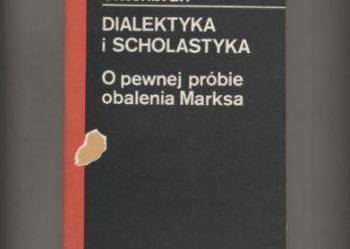 DIALEKTYKA
i SCHOLASTYKA
O pewnej próbie
obalenia Marksa